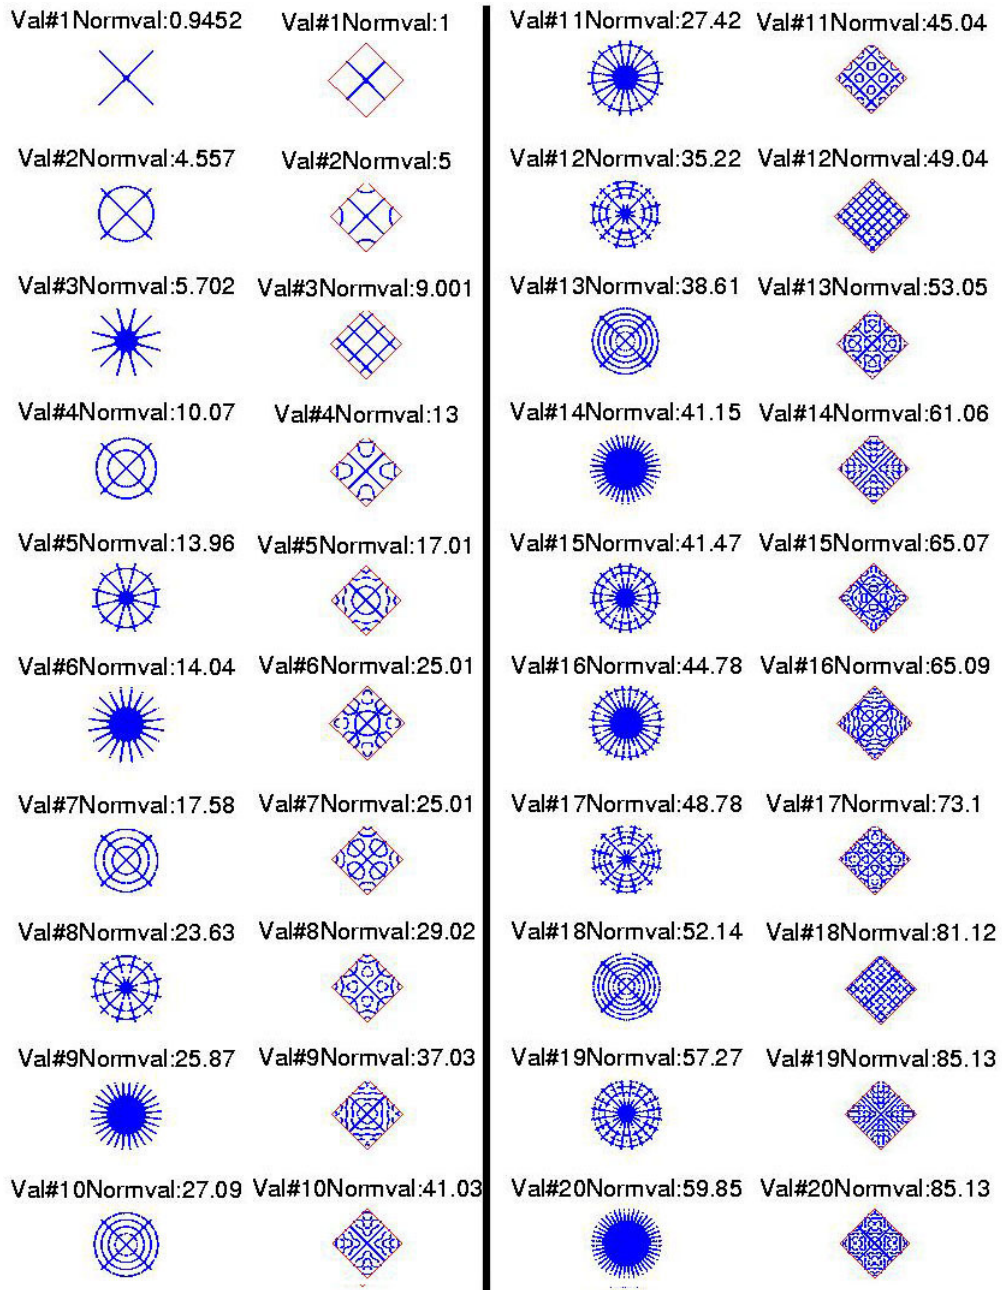 Val#1Normval:0.9452 Val#1Normval:1
Val#2Normval:4.557 Val#2Normval:5
Val#3Normval:5.702 Val#3Normval:9.001
Val#4Normval:10.07 Val#4Normval:13
Val#5Normval:13.96 Val#5Normval:17.01
Val#6Normval:14.04 Val#6Normval:25.01
Val#7Normval:17.58 Val#7Normval:25.01
Val#8Normval:23.63 Val#8Normval:29.02
Val#9Normval:25.87 Val#9Normval:37.03
Val#10Normval:27.09 Val#10Normval:41.03
Val#11Normval:27.42 Val#11Normval:45.04
Val#12Normval:35.22 Val#12Normval:49.04
Val#13Normval:38.61 Val#13Normval:53.05
Val#14Normval:41.15 Val#14Normval:61.06
Val#15Normval:41.47 Val#15Normval:65.07
Val#16Normval:44.78 Val#16Normval:65.09
Val#17Normval:48.78 Val#17Normval:73.1
Val#18Normval:52.14 Val#18Normval:81.12
Val#19Normval:57.27 Val#19Normval:85.13
Val#20Normval:59.85 Val#20Normval:85.13